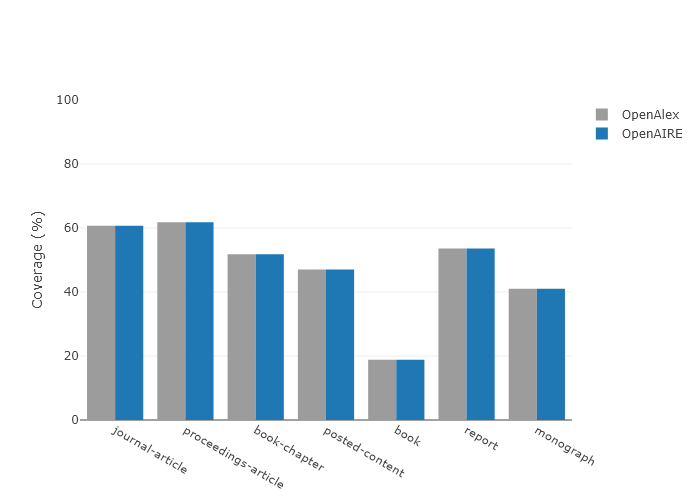 100
80
60
40
20
0
Coverage (%)
journal-article
proceedings-article
book-chapter
posted-content
book
report
monograph
OpenAlex
OpenAIRE